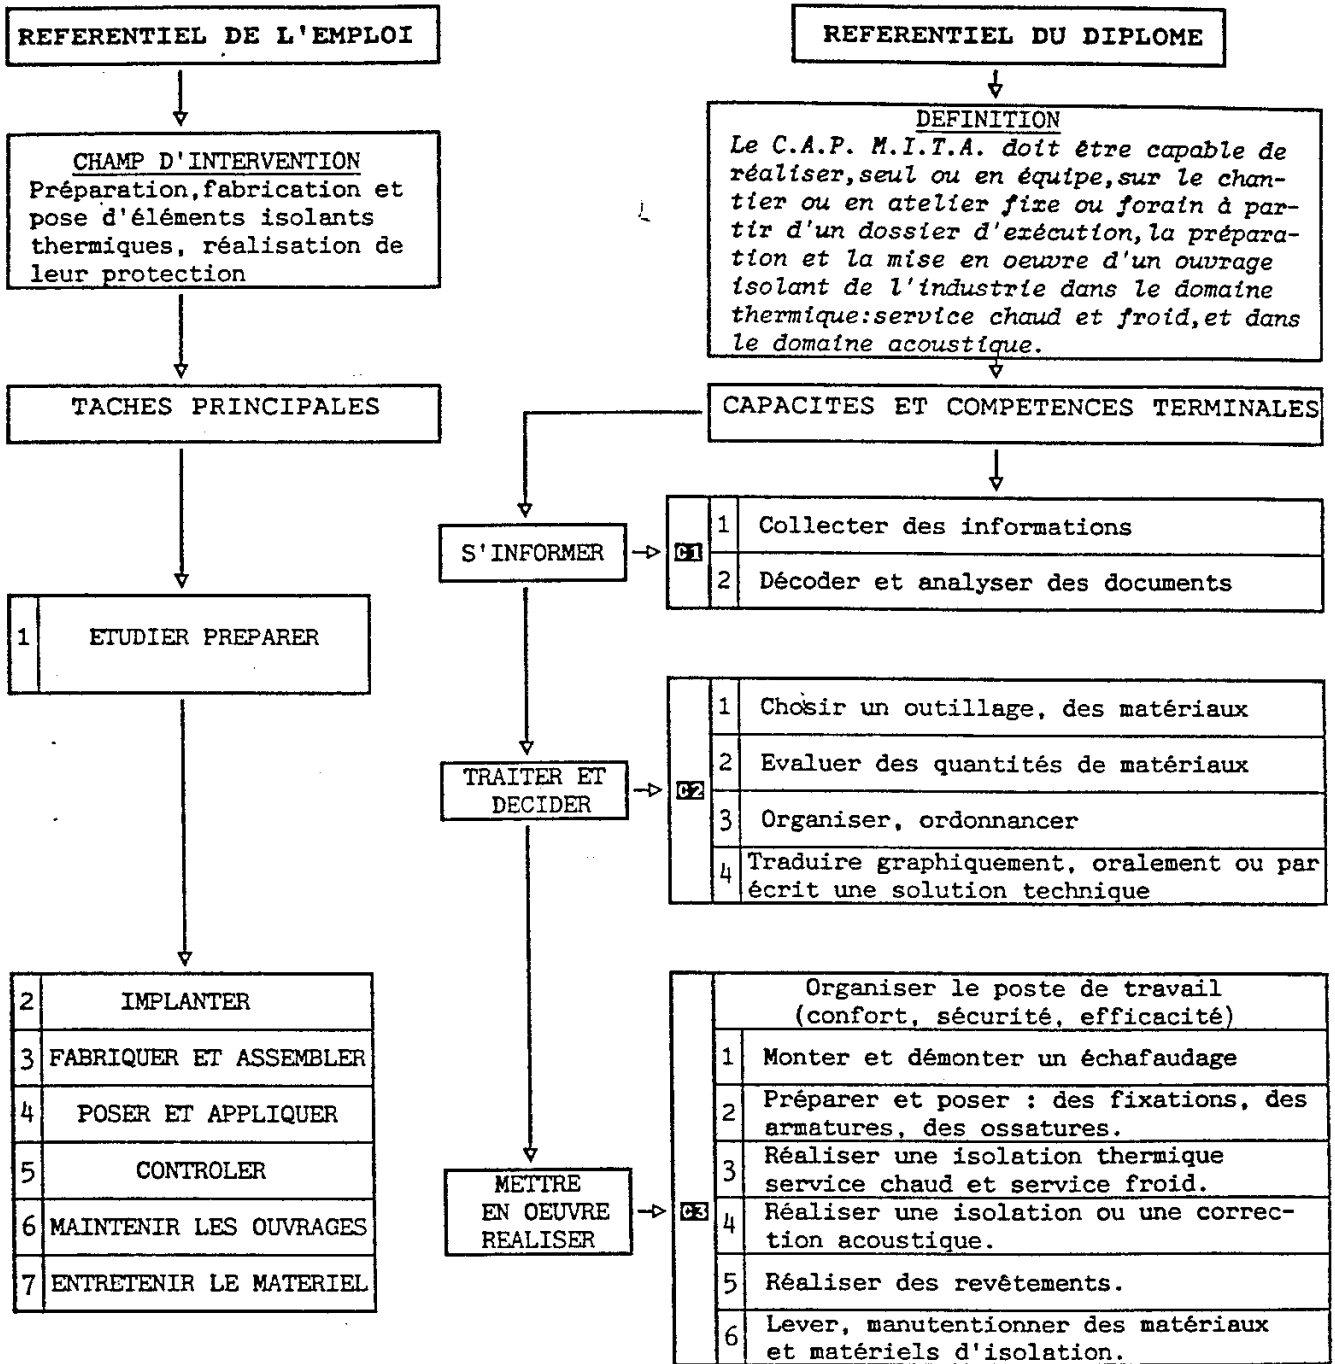 REFERENTIEL DE L'EMPLOI
CHAMP D'INTERVENTION
Préparation,fabrication et
pose d'éléments isolants
thermiques, réalisation de
leur protection
TACHES PRINCIPALES
1 ETUDIER PREPARER
2 IMPLANTER
3 FABRIQUER ET ASSEMBLER
4 POSER ET APPLIQUER
5 CONTROLER
6 MAINTENIR LES OUVRAGES
7 ENTRETENIR LE MATERIEL
REFERENTIEL DU DIPLOME
DEFINITION
Le C.A.P. M.I.T.A. doit être capable de
réaliser,seul ou en équipe,sur le chan-
tier ou en atelier fixe ou forain à par-
tir d'un dossier d'exécution,la prépara-
tion et la mise en oeuvre d'un ouvrage
isolant de l'industrie dans le domaine
thermique:service chaud et froid,et dans
le domaine acoustique.
CAPACITES ET COMPETENCES TERMINALES
S'INFORMER
C1
1 Collecter des informations
2 Décoder et analyser des documents
TRAITER ET
DECIDER
C2
1 Chosir un outillage, des matériaux
2 Evaluer des quantités de matériaux
3 Organiser, ordonnancer
4 Traduire graphiquement, oralement ou par
écrit une solution technique
METTRE
EN OEUVRE
REALISER
C3
Organiser le poste de travail
(confort, sécurité, efficacité)
1 Monter et démonter un échafaudage
2 Préparer et poser : des fixations, des
armatures, des ossatures.
3 Réaliser une isolation thermique
service chaud et service froid.
4 Réaliser une isolation ou une correc-
tion acoustique.
5 Réaliser des revêtements.
6 Lever, manutentionner des matériaux
et matériels d'isolation.